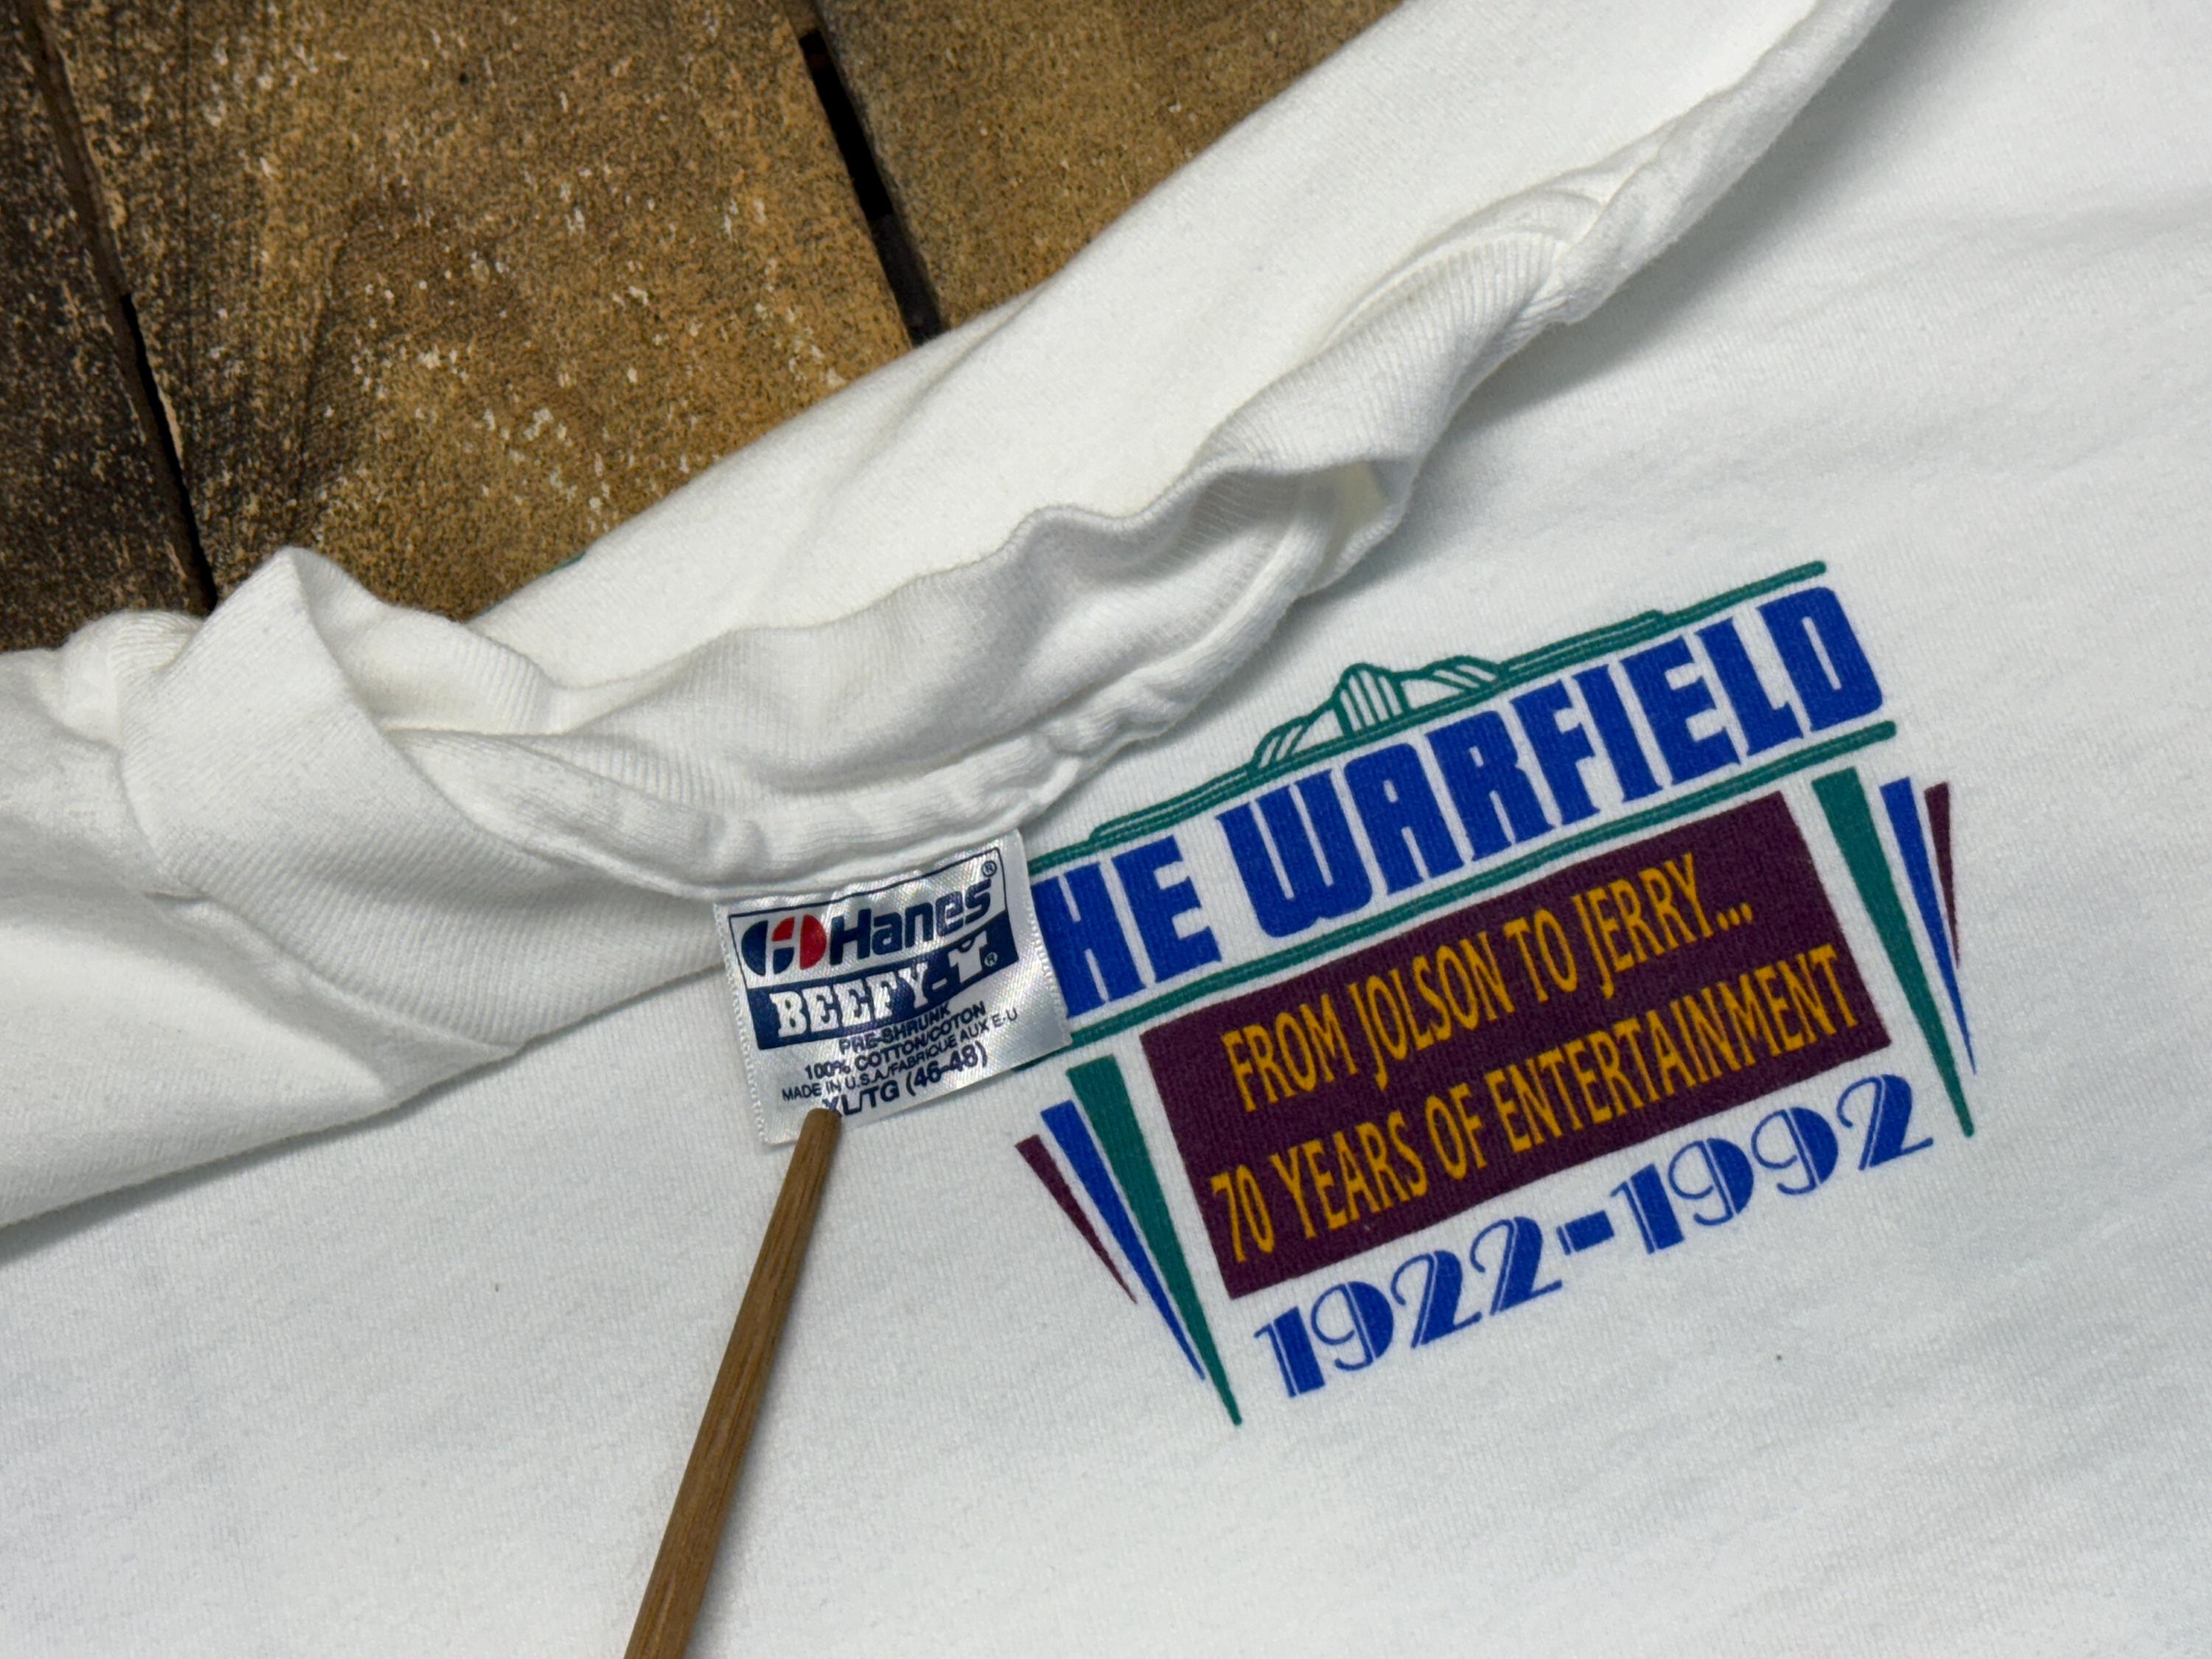 Hanes®
BEEFY-T®
PRE-SHRUNK
100% COTTON/COTON
MADE IN U.S.A./FABRIQUE AUX E-U
XL/TG (46-48)
HE WARFIELD
FROM JOLSON TO JERRY...
70 YEARS OF ENTERTAINMENT
1922-1992